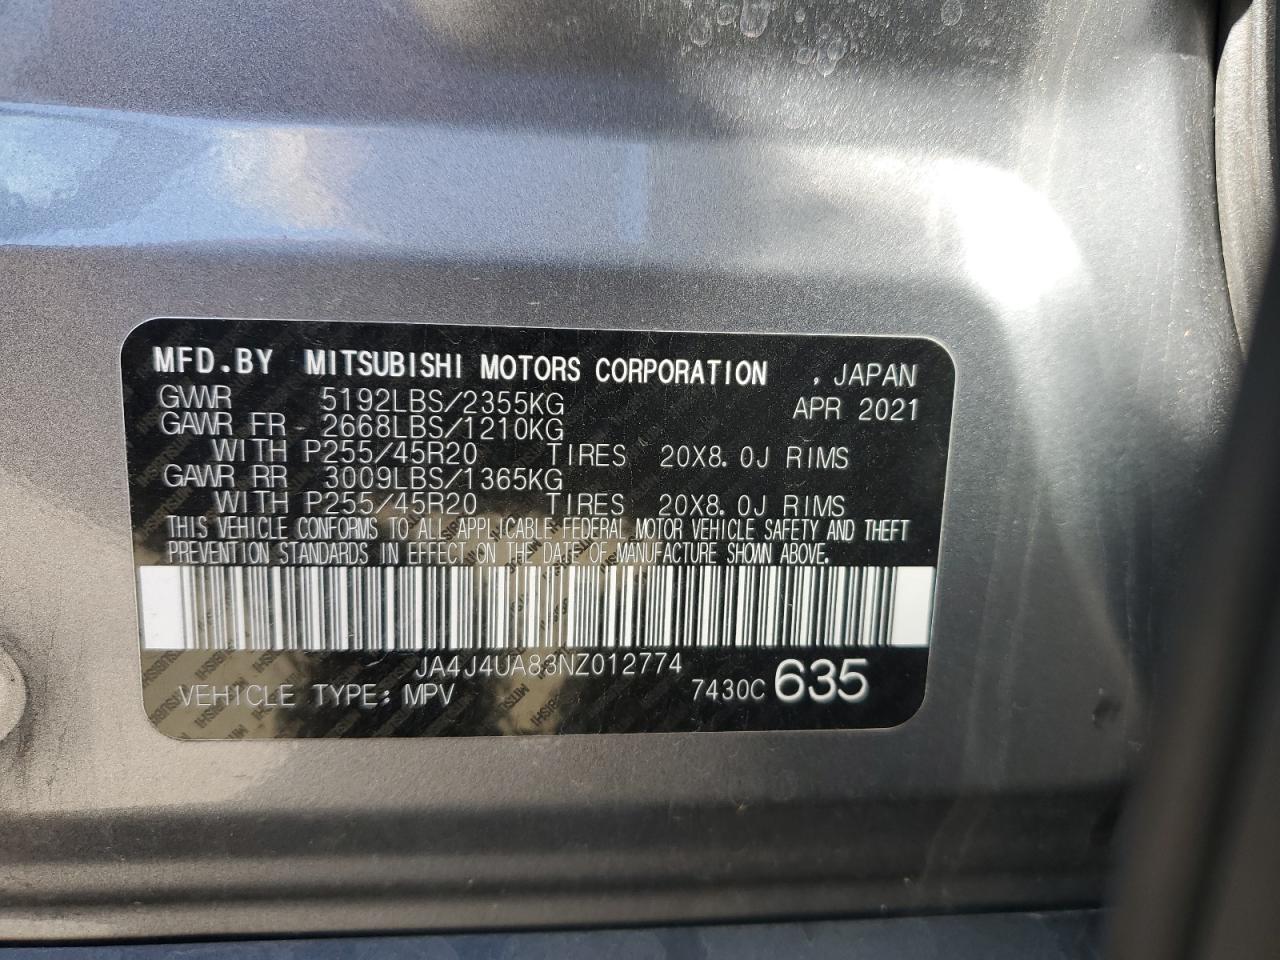 MFD.BY MITSUBISHI MOTORS CORPORATION , JAPAN
GVWR 5192LBS/2355KG APR 2021
GAWR FR 2668LBS/1210KG
WITH P255/45R20 TIRES 20X8.0J RIMS
GAWR RR 3009LBS/1365KG
WITH P255/45R20 TIRES 20X8.0J RIMS
THIS VEHICLE CONFORMS TO ALL APPLICABLE FEDERAL MOTOR VEHICLE SAFETY AND THEFT
PREVENTION STANDARDS IN EFFECT ON THE DATE OF MANUFACTURE SHOWN ABOVE.
JA4J4UA83NZ012774
VEHICLE TYPE: MPV 7430C 635